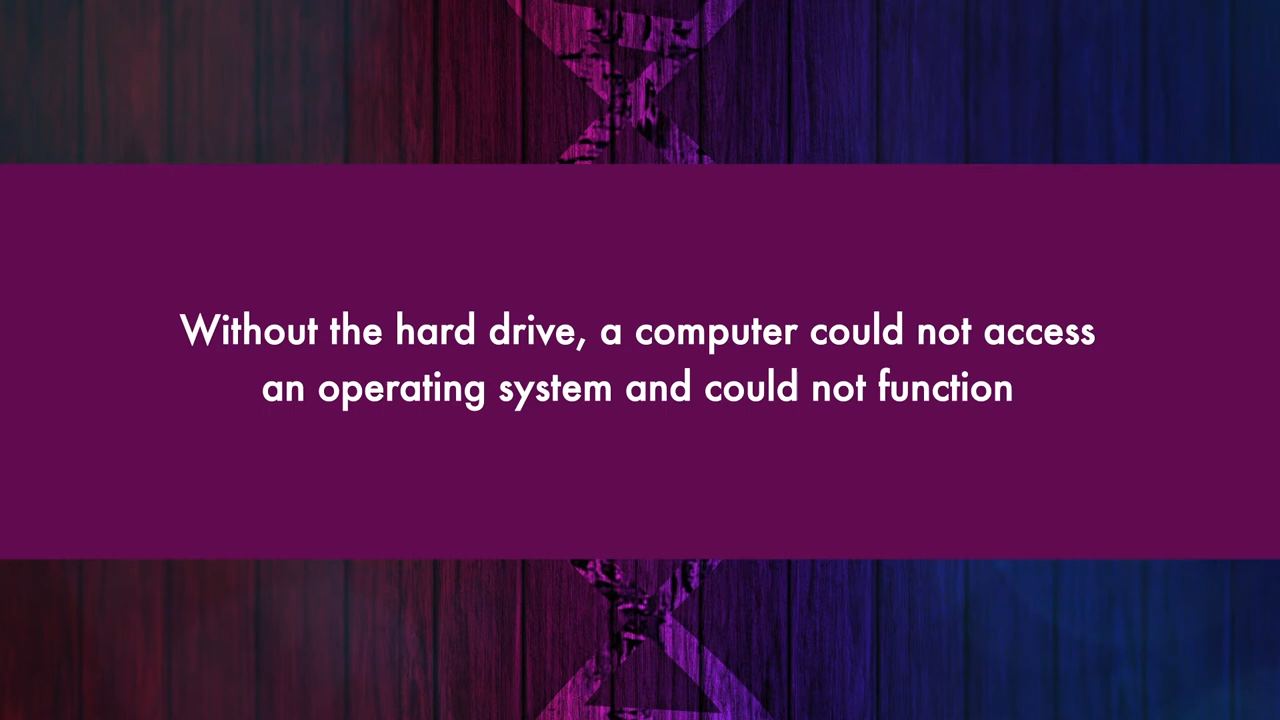 Without the hard drive, a computer could not access
an operating system and could not function